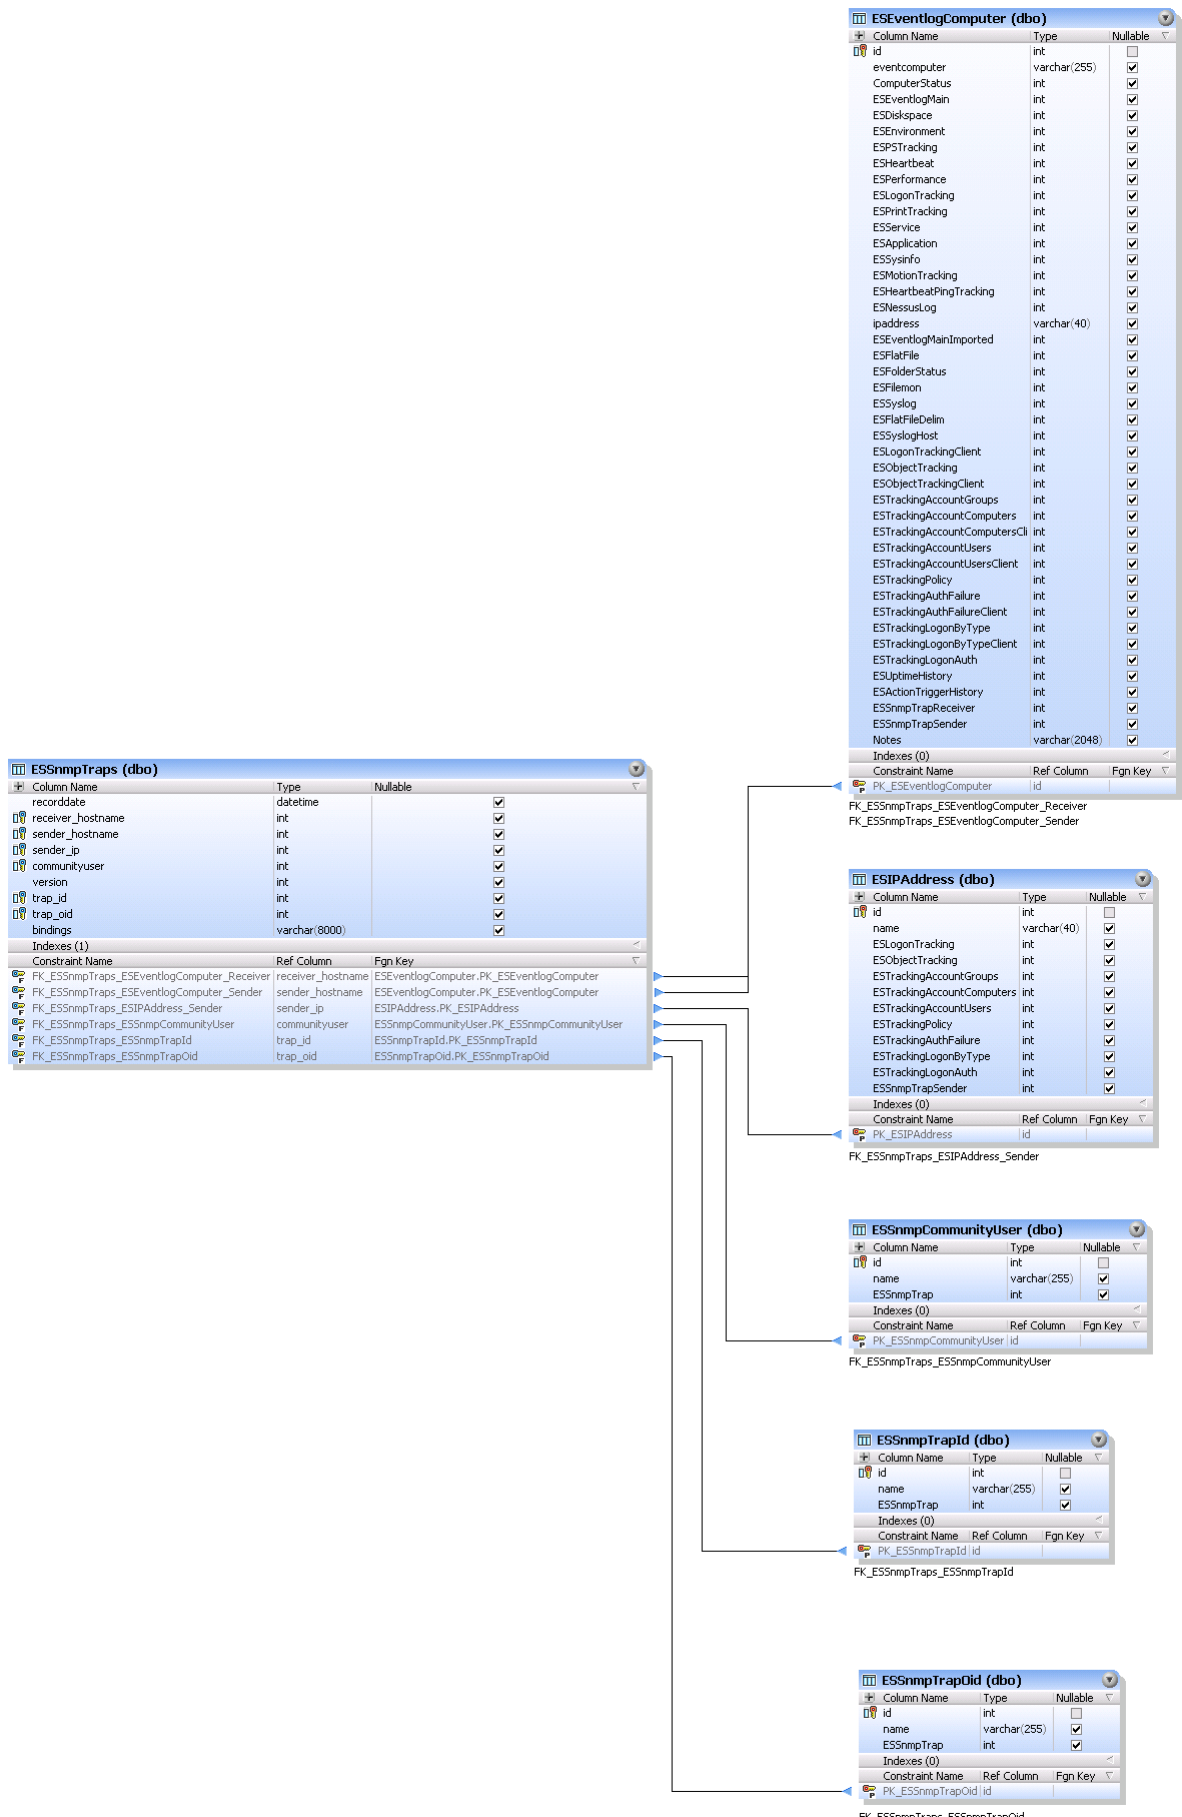 ESEventlogComputer (dbo)
Column Name Type Nullable
id int
eventcomputer varchar(255)
ComputerStatus int
ESEventlogMain int
ESDiskspace int
ESEnvironment int
ESPSTracking int
ESHeartbeat int
ESPerformance int
ESLogonTracking int
ESPrintTracking int
ESService int
ESApplication int
ESSysinfo int
ESMotionTracking int
ESHeartbeatPingTracking int
ESNessusLog int
ipaddress varchar(40)
ESEventlogMainImported int
ESFlatFile int
ESFolderStatus int
ESFilemon int
ESSyslog int
ESFlatFileDelim int
ESSyslogHost int
ESLogonTrackingClient int
ESObjectTracking int
ESObjectTrackingClient int
ESTrackingAccountGroups int
ESTrackingAccountComputers int
ESTrackingAccountComputersCli int
ESTrackingAccountUsers int
ESTrackingAccountUsersClient int
ESTrackingPolicy int
ESTrackingAuthFailure int
ESTrackingAuthFailureClient int
ESTrackingLogonByType int
ESTrackingLogonByTypeClient int
ESTrackingLogonAuth int
ESUptimeHistory int
ESActionTriggerHistory int
ESSnmpTrapReceiver int
ESSnmpTrapSender int
Notes varchar(2048)
Indexes (0)
Constraint Name Ref Column Fgn Key
PK_ESEventlogComputer id
FK_ESSnmpTraps_ESEventlogComputer_Receiver
FK_ESSnmpTraps_ESEventlogComputer_Sender
ESSnmpTraps (dbo)
Column Name Type Nullable
recorddate datetime
receiver_hostname int
sender_hostname int
sender_ip int
communityuser int
version int
trap_id int
trap_oid int
bindings varchar(8000)
Indexes (1)
Constraint Name Ref Column Fgn Key
FK_ESSnmpTraps_ESEventlogComputer_Receiver receiver_hostname ESEventlogComputer.PK_ESEventlogComputer
FK_ESSnmpTraps_ESEventlogComputer_Sender sender_hostname ESEventlogComputer.PK_ESEventlogComputer
FK_ESSnmpTraps_ESIPAddress_Sender sender_ip ESIPAddress.PK_ESIPAddress
FK_ESSnmpTraps_ESSnmpCommunityUser communityuser ESSnmpCommunityUser.PK_ESSnmpCommunityUser
FK_ESSnmpTraps_ESSnmpTrapId trap_id ESSnmpTrapId.PK_ESSnmpTrapId
FK_ESSnmpTraps_ESSnmpTrapOid trap_oid ESSnmpTrapOid.PK_ESSnmpTrapOid
ESIPAddress (dbo)
Column Name Type Nullable
id int
name varchar(40)
ESLogonTracking int
ESObjectTracking int
ESTrackingAccountGroups int
ESTrackingAccountComputers int
ESTrackingAccountUsers int
ESTrackingPolicy int
ESTrackingAuthFailure int
ESTrackingLogonByType int
ESTrackingLogonAuth int
ESSnmpTrapSender int
Indexes (0)
Constraint Name Ref Column Fgn Key
PK_ESIPAddress id
FK_ESSnmpTraps_ESIPAddress_Sender
ESSnmpCommunityUser (dbo)
Column Name Type Nullable
id int
name varchar(255)
ESSnmpTrap int
Indexes (0)
Constraint Name Ref Column Fgn Key
PK_ESSnmpCommunityUser id
FK_ESSnmpTraps_ESSnmpCommunityUser
ESSnmpTrapId (dbo)
Column Name Type Nullable
id int
name varchar(255)
ESSnmpTrap int
Indexes (0)
Constraint Name Ref Column Fgn Key
PK_ESSnmpTrapId id
FK_ESSnmpTraps_ESSnmpTrapId
ESSnmpTrapOid (dbo)
Column Name Type Nullable
id int
name varchar(255)
ESSnmpTrap int
Indexes (0)
Constraint Name Ref Column Fgn Key
PK_ESSnmpTrapOid id
FK_ESSnmpTraps_ESSnmpTrapOid